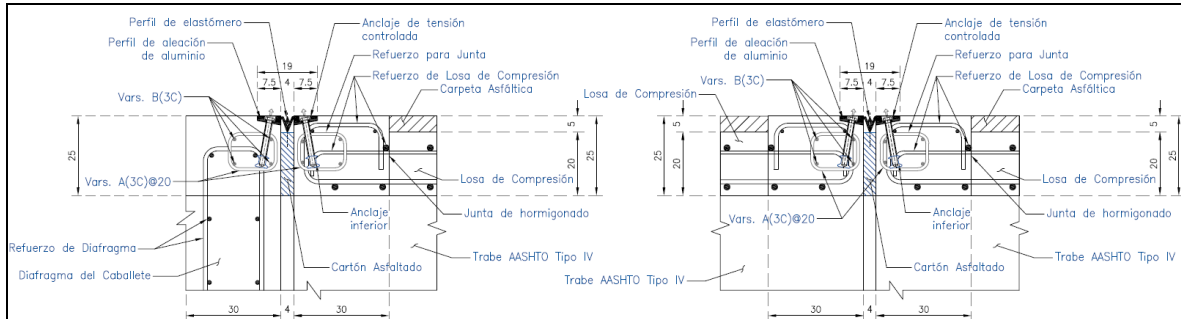 Perfil de elastómero
Perfil de aleación
de aluminio
Anclaje de tensión
controlada
Refuerzo para Junta
Refuerzo de Losa de Compresión
Carpeta Asfáltica
Vars. B(3C)
19
7.5
4
7.5
25
5
20
25
Vars. A(3C)@20
Losa de Compresión
Junta de hormigonado
Anclaje
inferior
Refuerzo de Diafragma
Diafragma del Caballete
Trabe AASHTO Tipo IV
Cartón Asfaltado
30
4
30
Perfil de elastómero
Perfil de aleación
de aluminio
Anclaje de tensión
controlada
Refuerzo para Junta
Refuerzo de Losa de Compresión
Carpeta Asfáltica
Vars. B(3C)
Losa de Compresión
19
7.5
4
7.5
25
5
20
5
20
25
Vars. A(3C)@20
Losa de Compresión
Junta de hormigonado
Anclaje
inferior
Trabe AASHTO Tipo IV
Trabe AASHTO Tipo IV
Cartón Asfaltado
30
4
30